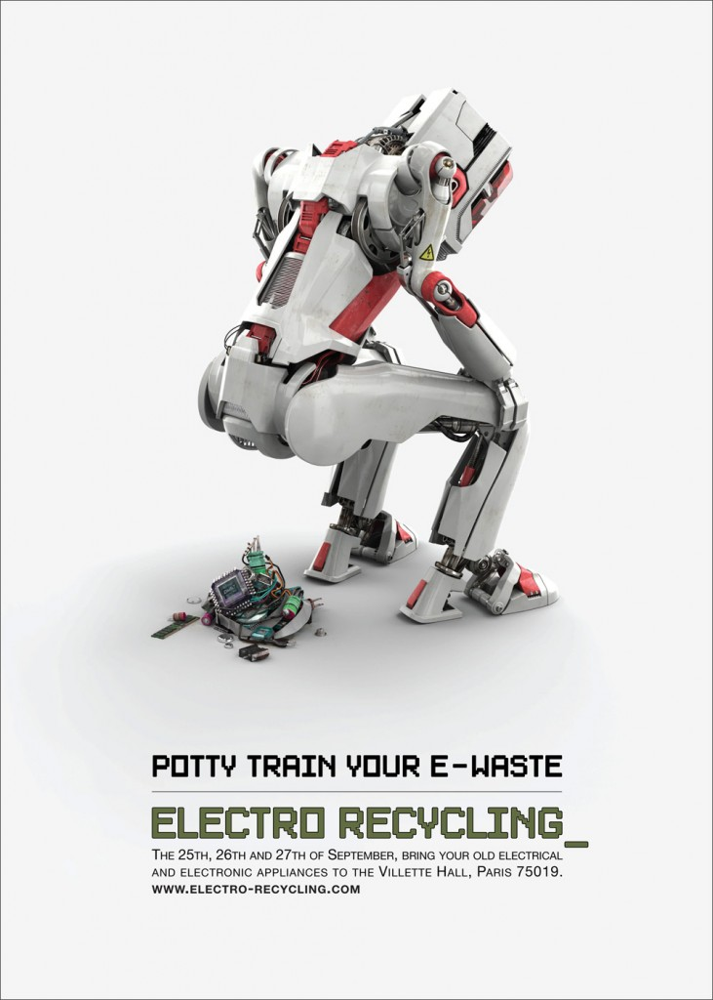 POTTY TRAIN YOUR E-WASTE
ELECTRO RECYCLING_
The 25th, 26th and 27th of September, bring your old electrical
and electronic appliances to the Villette Hall, Paris 75019.
www.electro-recycling.com